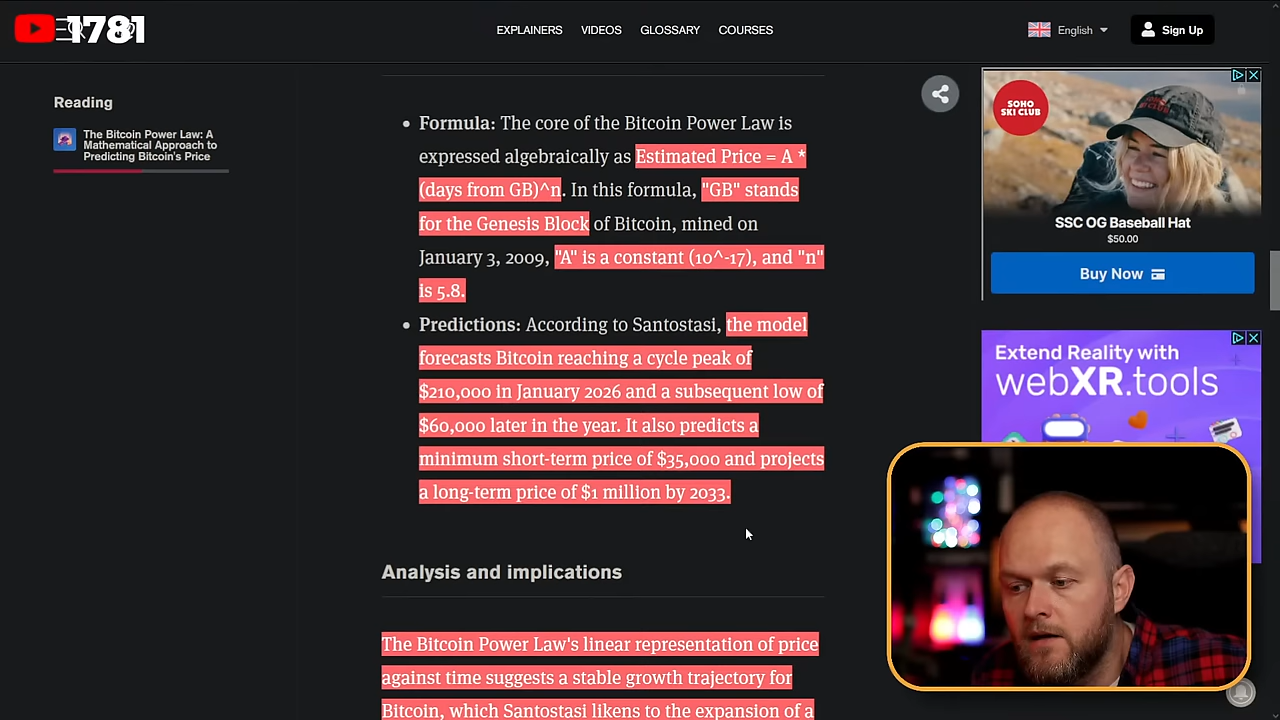 1781
EXPLAINERS VIDEOS GLOSSARY COURSES
English
Sign Up
Reading
The Bitcoin Power Law: A
Mathematical Approach to
Predicting Bitcoin's Price
• Formula: The core of the Bitcoin Power Law is
expressed algebraically as Estimated Price = A *
(days from GB)^n. In this formula, "GB" stands
for the Genesis Block of Bitcoin, mined on
January 3, 2009, "A" is a constant (10^-17), and "n"
is 5.8.
• Predictions: According to Santostasi, the model
forecasts Bitcoin reaching a cycle peak of
$210,000 in January 2026 and a subsequent low of
$60,000 later in the year. It also predicts a
minimum short-term price of $35,000 and projects
a long-term price of $1 million by 2033.
Analysis and implications
The Bitcoin Power Law's linear representation of price
against time suggests a stable growth trajectory for
Bitcoin, which Santostasi likens to the expansion of a
SOHO
SKI CLUB
SSC OG Baseball Hat
$50.00
Buy Now
Extend Reality with
webXR.tools